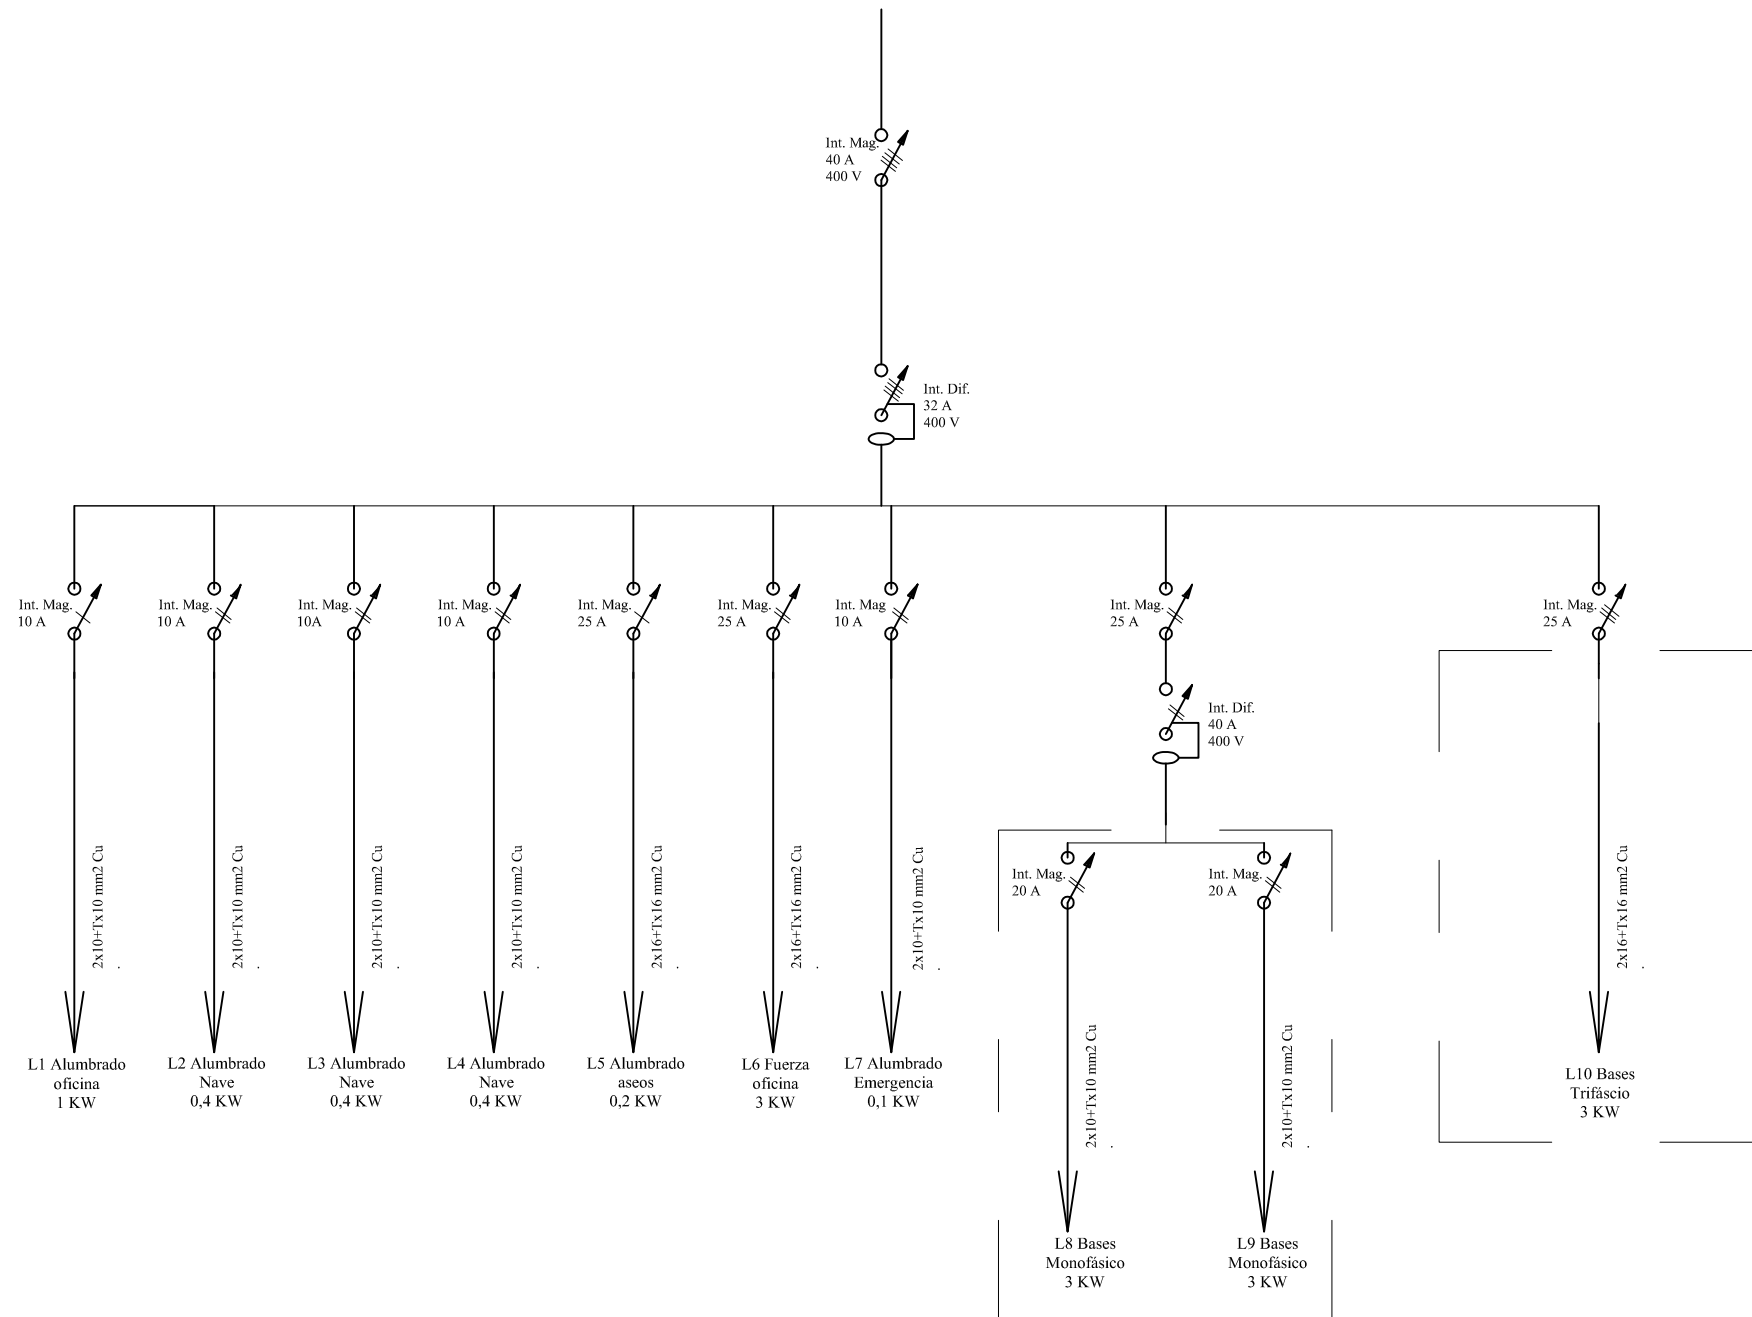 Int. Mag.
40 A
400 V
Int. Dif.
32 A
400 V
Int. Mag.
10 A
Int. Mag.
10 A
Int. Mag.
10A
Int. Mag.
10 A
Int. Mag.
25 A
Int. Mag.
25 A
Int. Mag
10 A
Int. Mag.
25 A
Int. Mag.
25 A
Int. Dif.
40 A
400 V
Int. Mag.
20 A
Int. Mag.
20 A
2x10+Tx10 mm2 Cu
2x10+Tx10 mm2 Cu
2x10+Tx10 mm2 Cu
2x10+Tx10 mm2 Cu
2x16+Tx16 mm2 Cu
2x16+Tx16 mm2 Cu
2x10+Tx10 mm2 Cu
2x16+Tx16 mm2 Cu
2x10+Tx10 mm2 Cu
2x10+Tx10 mm2 Cu
L1 Alumbrado
oficina
1 KW
L2 Alumbrado
Nave
0,4 KW
L3 Alumbrado
Nave
0,4 KW
L4 Alumbrado
Nave
0,4 KW
L5 Alumbrado
aseos
0,2 KW
L6 Fuerza
oficina
3 KW
L7 Alumbrado
Emergencia
0,1 KW
L10 Bases
Trifáscio
3 KW
L8 Bases
Monofásico
3 KW
L9 Bases
Monofásico
3 KW